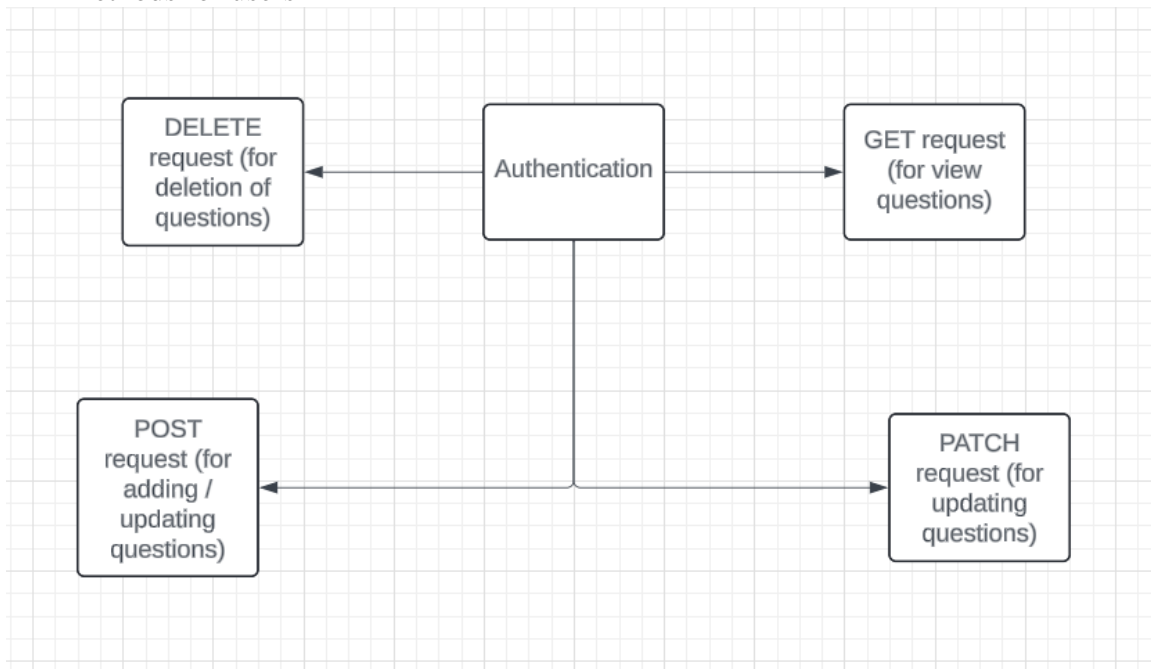 DELETE
request (for
deletion of
questions)
Authentication
GET request
(for view
questions)
POST
request (for
adding /
updating
questions)
PATCH
request (for
updating
questions)